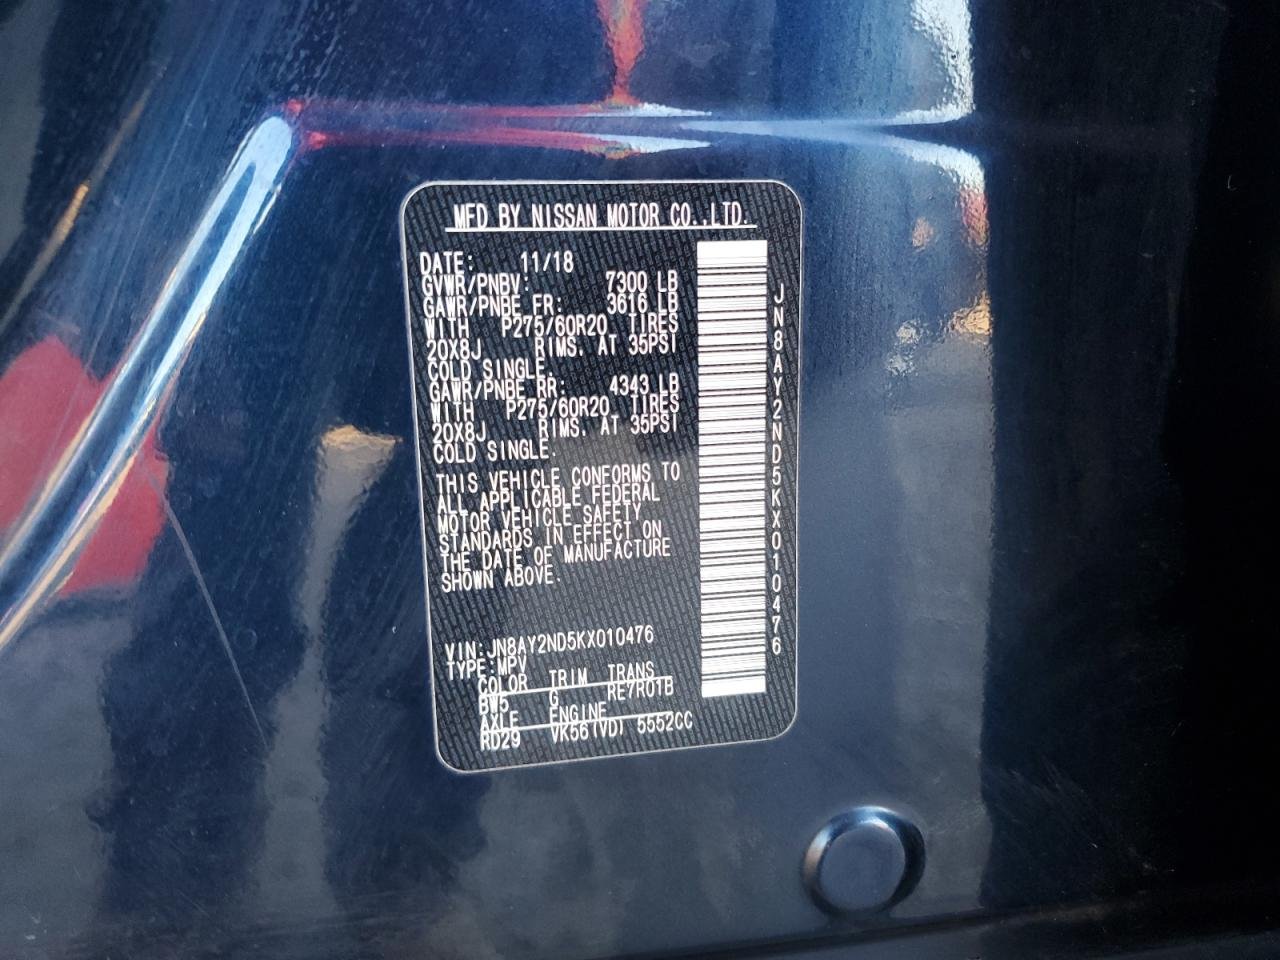 MFD BY NISSAN MOTOR CO.,LTD.
DATE: 11/18
GVWR/PNBV: 7300 LB
GAWR/PNBE FR: 3616 LB
WITH P275/60R20 TIRES
20X8J RIMS, AT 35PSI
COLD SINGLE.
GAWR/PNBE RR: 4343 LB
WITH P275/60R20 TIRES
20X8J RIMS, AT 35PSI
COLD SINGLE.
THIS VEHICLE CONFORMS TO
ALL APPLICABLE FEDERAL
MOTOR VEHICLE SAFETY
STANDARDS IN EFFECT ON
THE DATE OF MANUFACTURE
SHOWN ABOVE.
VIN:JN8AY2ND5KX010476
TYPE:MPV
COLOR TRIM TRANS
BW5 G RE7R01B
AXLE ENGINE
RD29 VK56(VD) 5552CC
JN8AY2ND5KX010476